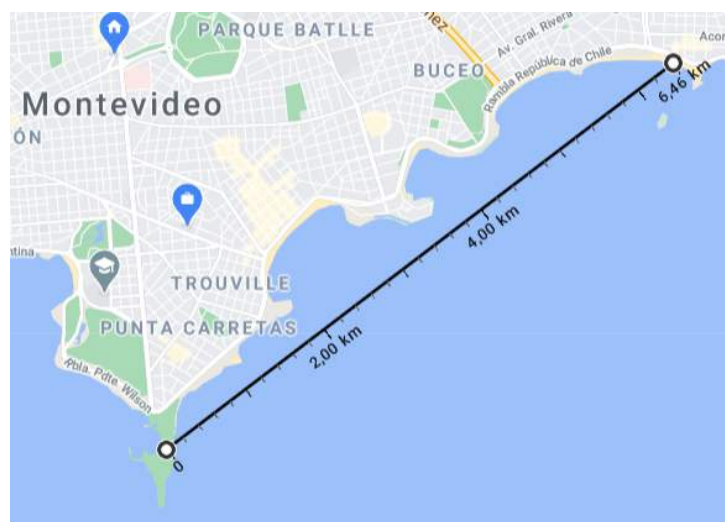 PARQUE BATLLE
Av. Gral. Rivera
Rambla República de Chile
BUCEO
6,46 km
Montevideo
ÓN
4,00 km
TROUVILLE
PUNTA CARRETAS
2,00 km
Rbla. Pdte. Wilson
0